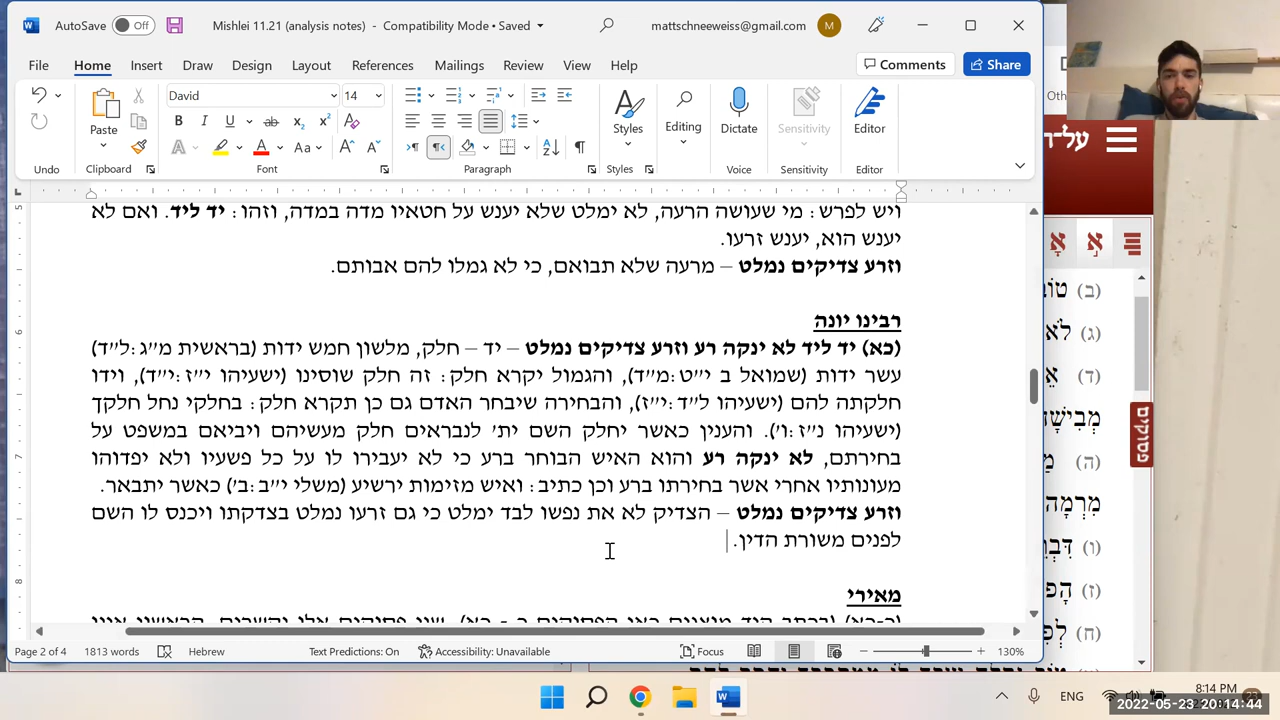 AutoSave Off Mishlei 11.21 (analysis notes) - Compatibility Mode • Saved mattschneeweiss@gmail.com M
File Home Insert Draw Design Layout References Mailings Review View Help Comments Share
David 14
Paste Styles Editing Dictate Sensitivity Editor
Undo Clipboard Font Paragraph Styles Voice Sensitivity Editor
ויש לפרש: מי שעושה הרעה, לא ימלט שלא יענש על חטאיו מדה במדה, וזהו: יד ליד. ואם לא
יענש הוא, יענש זרעו.
וזרע צדיקים נמלט – מרעה שלא תבואם, כי לא גמלו להם אבותם.
רבינו יונה
(כא) יד ליד לא ינקה רע וזרע צדיקים נמלט – יד – חלק, מלשון חמש ידות (בראשית מ״ג:ל״ד)
עשר ידות (שמואל ב י״ט:מ״ד), והגמול יקרא חלק: זה חלק שוסינו (ישעיהו י״ז:י״ד), וידו
חלקתה להם (ישעיהו ל״ד:י״ז), והבחירה שיבחר האדם גם כן תקרא חלק: בחלקי נחל חלקך
(ישעיהו נ״ז:ו׳). והענין כאשר יחלק השם ית׳ לנבראים חלק מעשיהם ויביאם במשפט על
בחירתם, לא ינקה רע והוא האיש הבוחר ברע כי לא יעבירו לו על כל פשעיו ולא יפדוהו
מעונותיו אחרי אשר בחירתו ברע וכן כתיב: ואיש מזימות ירשיע (משלי י״ב:ב׳) כאשר יתבאר.
וזרע צדיקים נמלט – הצדיק לא את נפשו לבד ימלט כי גם זרעו נמלט בצדקתו ויכנס לו השם
לפנים משורת הדין.
מאירי
Page 2 of 4 1813 words Hebrew Text Predictions: On Accessibility: Unavailable Focus 130%
על־ה
(ב) טוֹ
(ג) לֹא
(ד)
מְבִישָׁ
(ה)
מִרְמָה
(ו) דִּבְ
(ז) הָפ
(ח) לְפִ
פסוקים
ENG 8:14 PM 23
2022-05-23 20:14:44